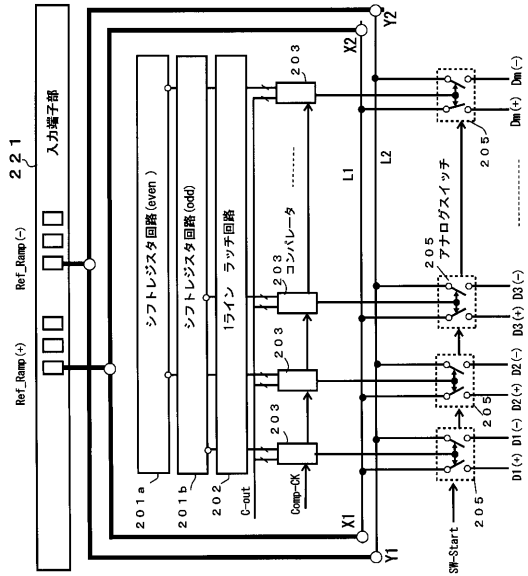 221
入力端子部
Ref_Ramp(+)
Ref_Ramp(-)
シフトレジスタ回路(even)
シフトレジスタ回路(odd)
1ライン ラッチ回路
201a
201b
202
C-out
Comp-CK
203
203
203
コンパレータ
203
X1
X2
L1
L2
Y1
Y2
SW-Start
205
205
205
アナログスイッチ
205
D1(+)
D1(-)
D2(+)
D2(-)
D3(+)
D3(-)
Dm(+)
Dm(-)